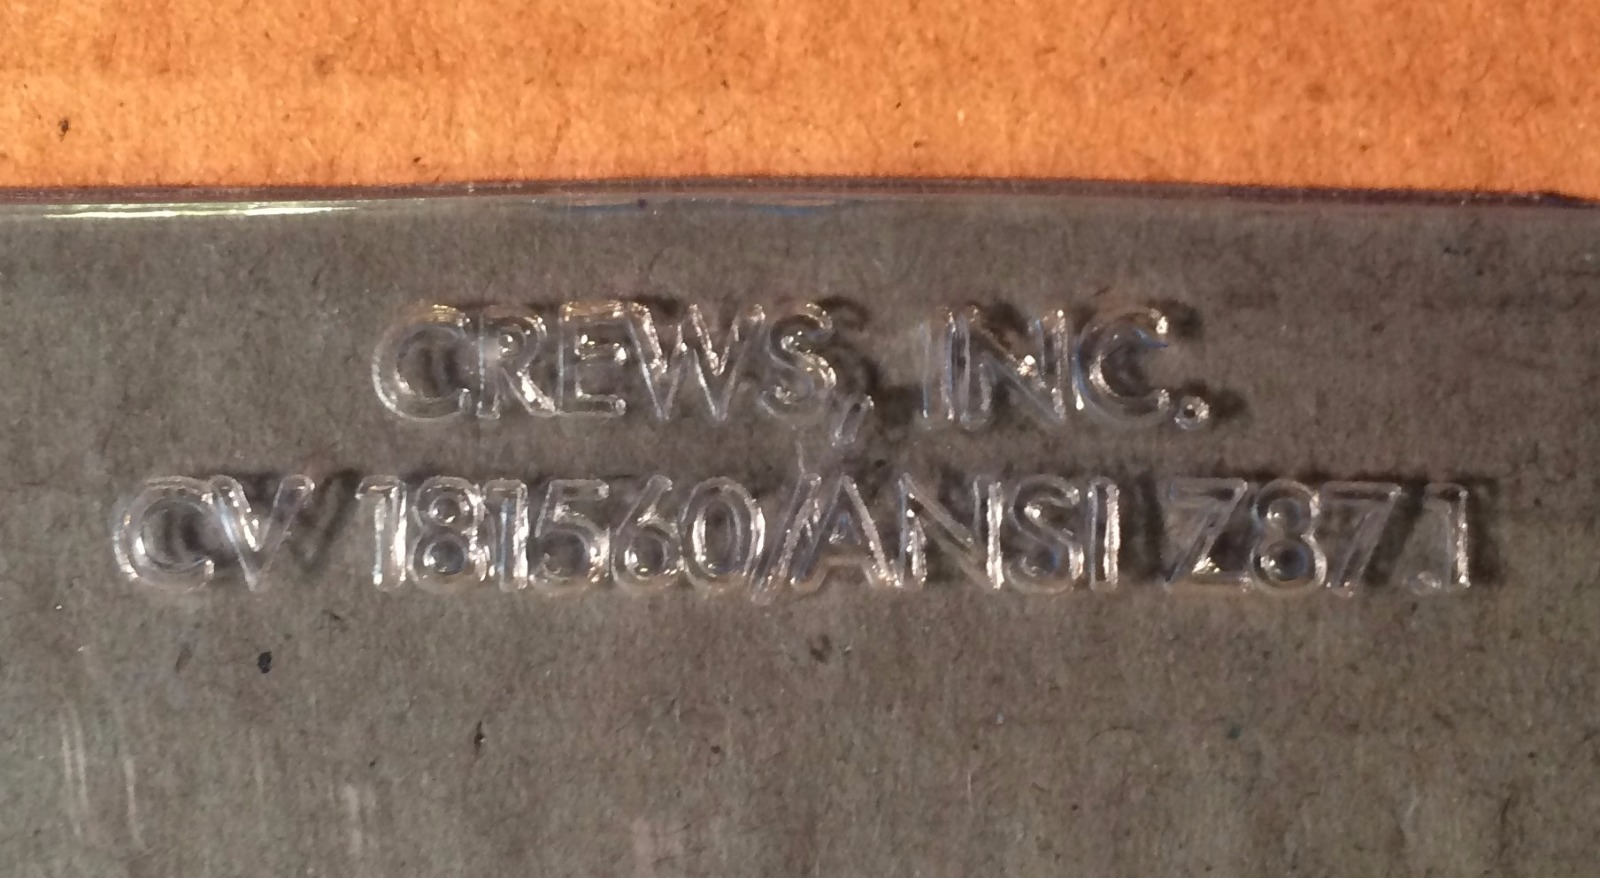 CREWS, INC.
CV 181560/ANSI Z87.1